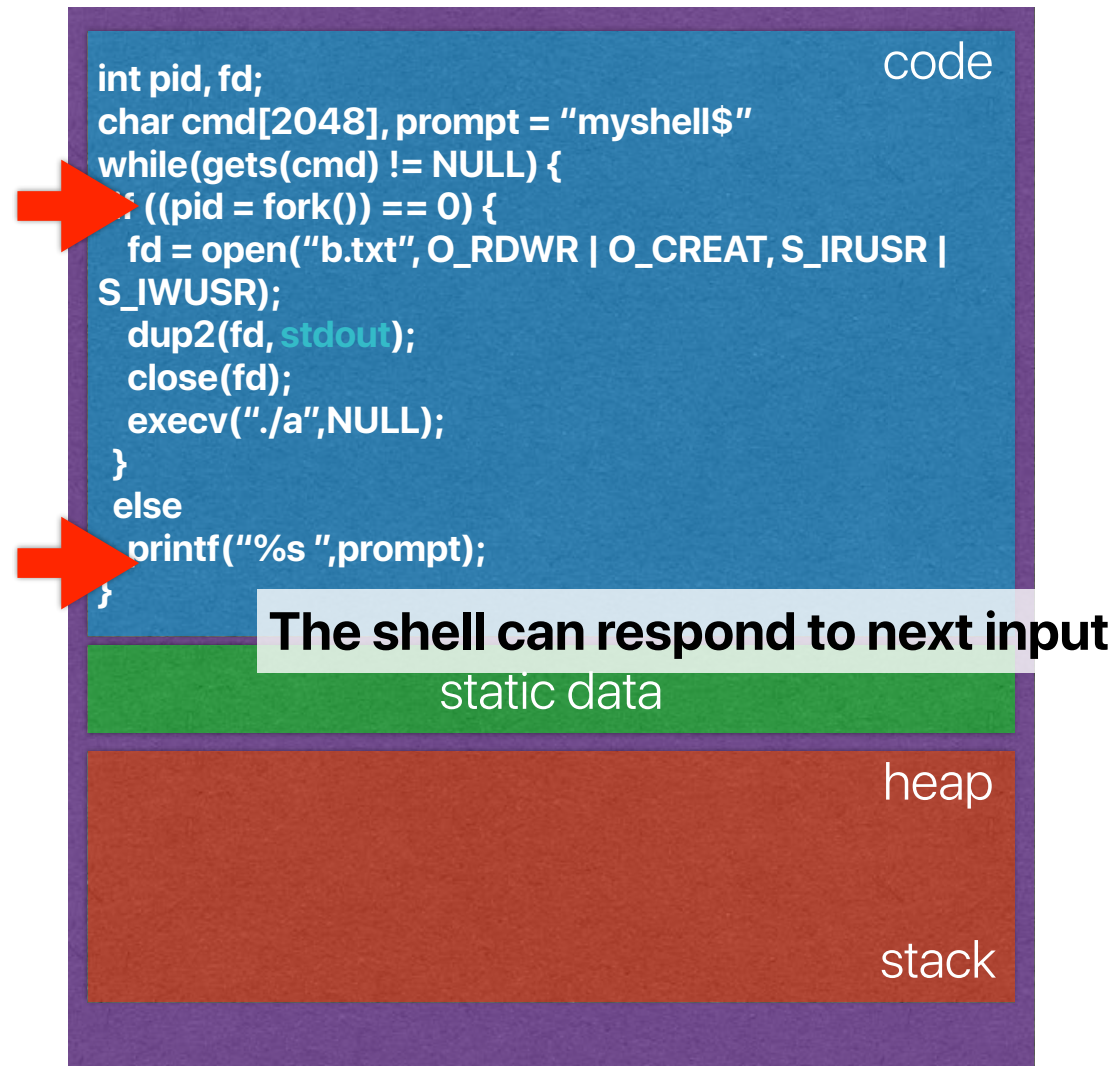 code
int pid, fd;
char cmd[2048], prompt = “myshell$”
while(gets(cmd) != NULL) {
f ((pid = fork()) == 0) {
fd = open(“b.txt”, O_RDWR | O_CREAT, S_IRUSR |
S_IWUSR);
dup2(fd, stdout);
close(fd);
execv(“./a”,NULL);
}
else
printf(“%s ”,prompt);
}
The shell can respond to next input
static data
heap
stack